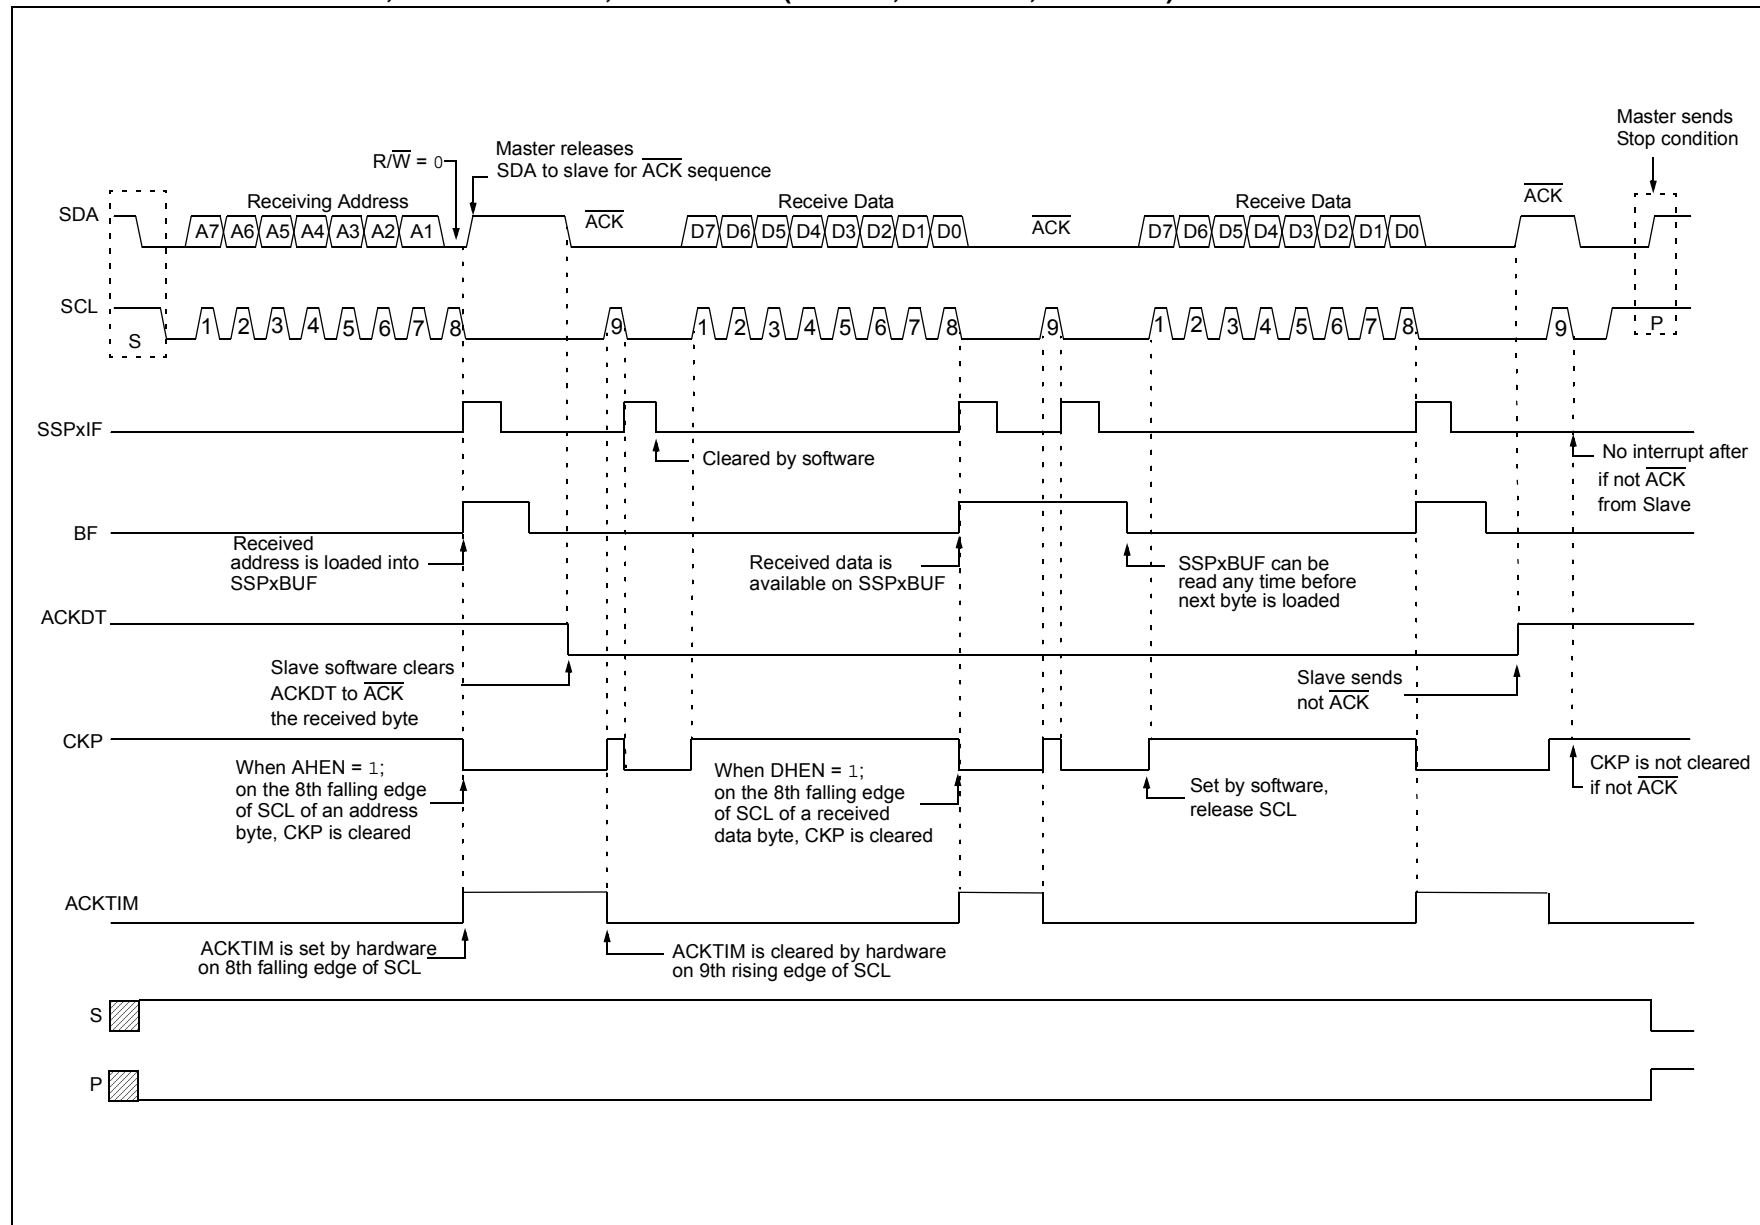 Master sends
Stop condition
Master releases
SDA to slave for ACK sequence
R/W = 0
Receiving Address
ACK
Receive Data
ACK
Receive Data
ACK
SDA
A7 A6 A5 A4 A3 A2 A1
D7 D6 D5 D4 D3 D2 D1 D0
D7 D6 D5 D4 D3 D2 D1 D0
SCL
S
1 2 3 4 5 6 7 8 9
1 2 3 4 5 6 7 8 9
1 2 3 4 5 6 7 8 9
P
SSPxIF
Cleared by software
No interrupt after
if not ACK
from Slave
BF
Received
address is loaded into
SSPxBUF
Received data is
available on SSPxBUF
SSPxBUF can be
read any time before
next byte is loaded
ACKDT
Slave software clears
ACKDT to ACK
the received byte
Slave sends
not ACK
CKP
When AHEN = 1;
on the 8th falling edge
of SCL of an address
byte, CKP is cleared
When DHEN = 1;
on the 8th falling edge
of SCL of a received
data byte, CKP is cleared
Set by software,
release SCL
CKP is not cleared
if not ACK
ACKTIM
ACKTIM is set by hardware
on 8th falling edge of SCL
ACKTIM is cleared by hardware
on 9th rising edge of SCL
S
P